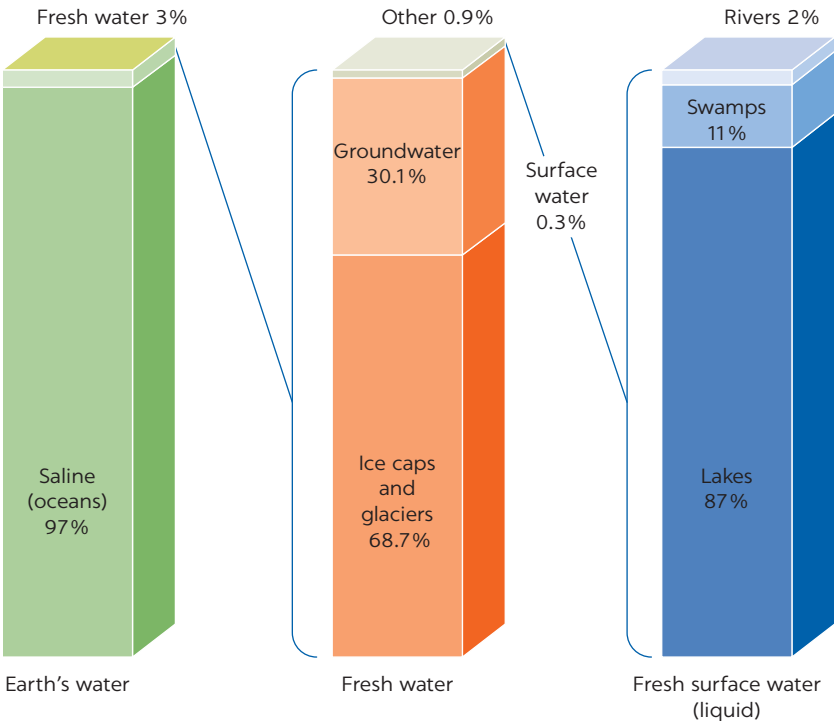 Fresh water 3%
Other 0.9%
Rivers 2%
Swamps
11%
Groundwater
30.1%
Surface
water
0.3%
Saline
(oceans)
97%
Ice caps
and
glaciers
68.7%
Lakes
87%
Earth's water
Fresh water
Fresh surface water
(liquid)